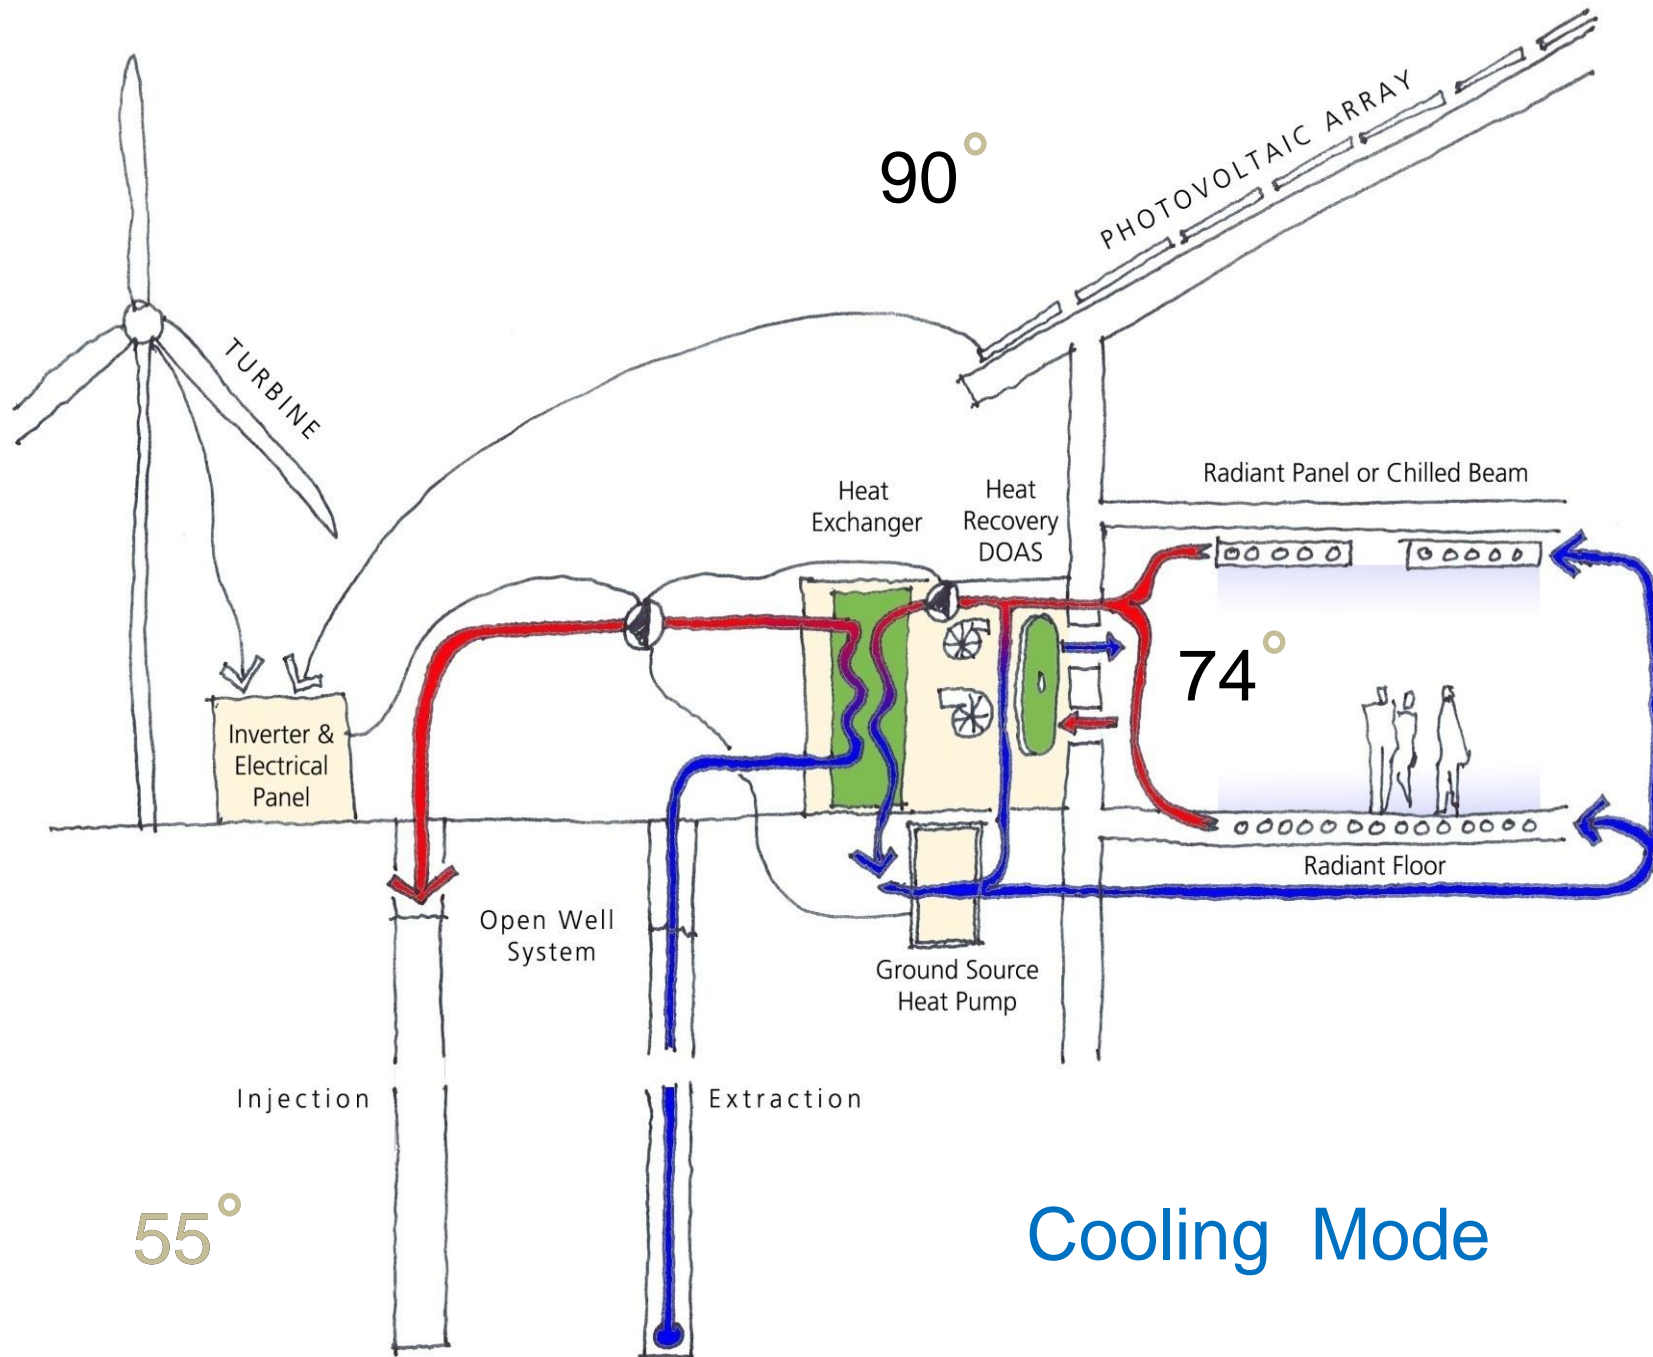 90°
PHOTOVOLTAIC ARRAY
TURBINE
Radiant Panel or Chilled Beam
Heat
Exchanger
Heat
Recovery
DOAS
74°
Inverter &
Electrical
Panel
Radiant Floor
Open Well
System
Ground Source
Heat Pump
Injection
Extraction
55°
Cooling Mode